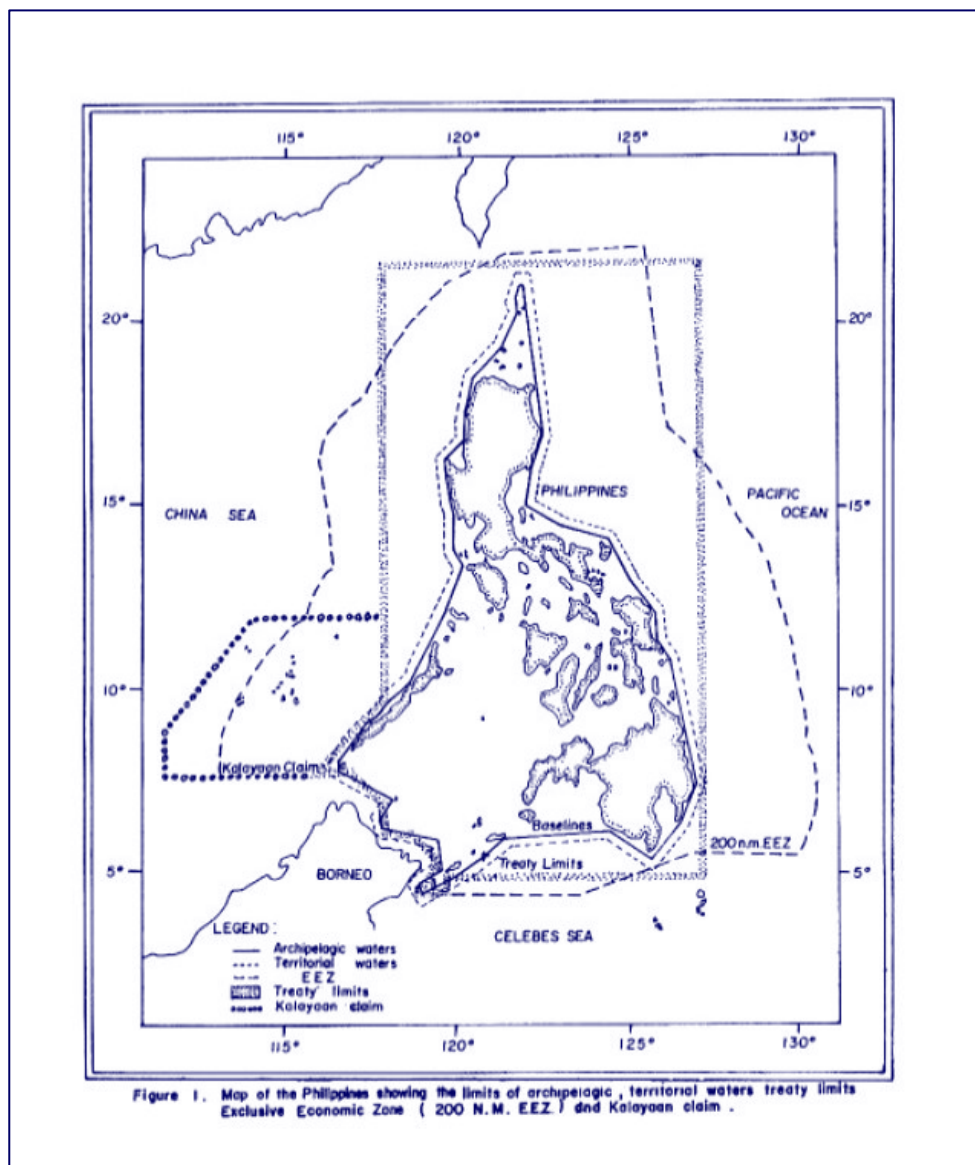 115° 120° 125° 130°
20° 20°
PHILIPPINES
PACIFIC
OCEAN
CHINA SEA
15° 15°
10° 10°
(Kalayaan Claim)
Baselines
200 n.m. EEZ
Treaty Limits
5° BORNEO 5°
CELEBES SEA
LEGEND:
Archipelagic waters
Territorial waters
EEZ
Treaty limits
Kalayaan claim
115° 120° 125° 130°
Figure 1. Map of the Philippines showing the limits of archipelagic, territorial waters treaty limits
Exclusive Economic Zone ( 200 N.M. EEZ.) dnd Kalayaan claim.